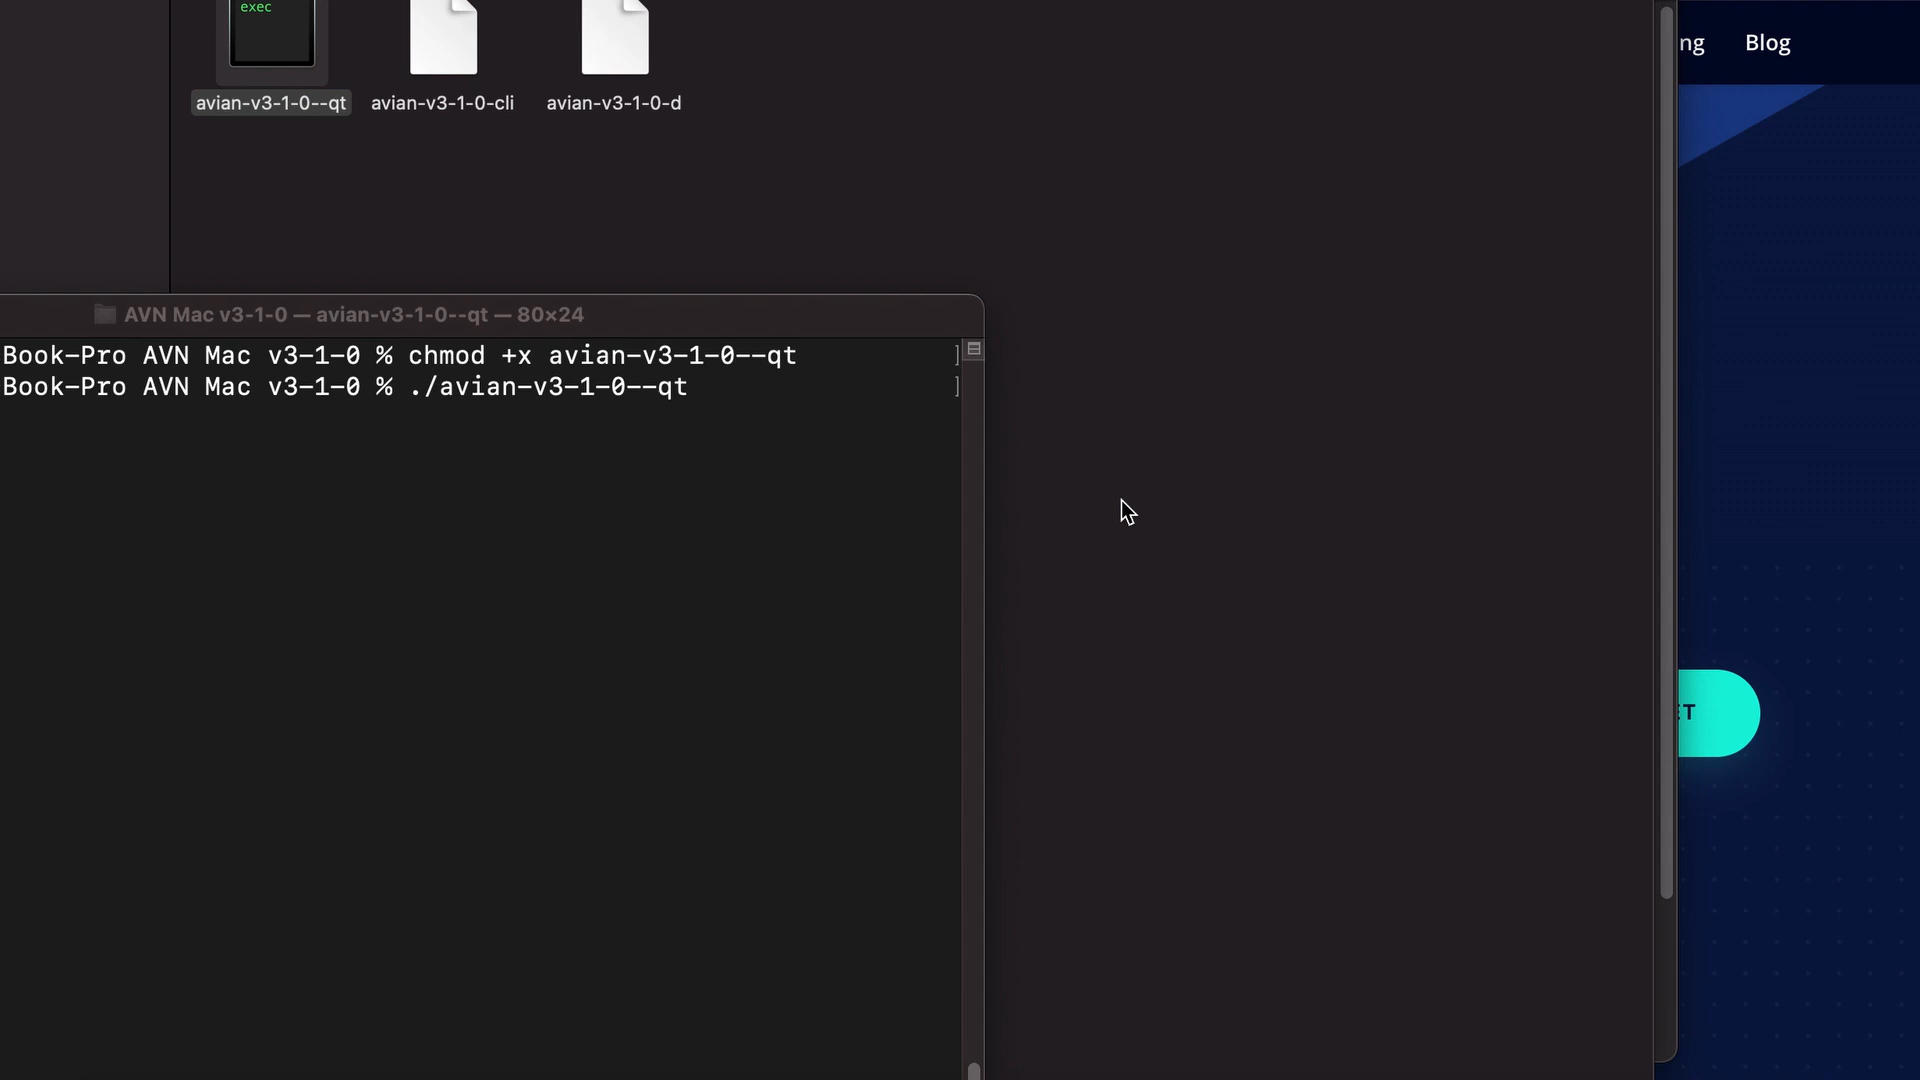 exec
ng Blog
avian-v3-1-0--qt avian-v3-1-0-cli avian-v3-1-0-d
AVN Mac v3-1-0 — avian-v3-1-0--qt — 80×24
Book-Pro AVN Mac v3-1-0 % chmod +x avian-v3-1-0--qt ]
Book-Pro AVN Mac v3-1-0 % ./avian-v3-1-0--qt ]
ET